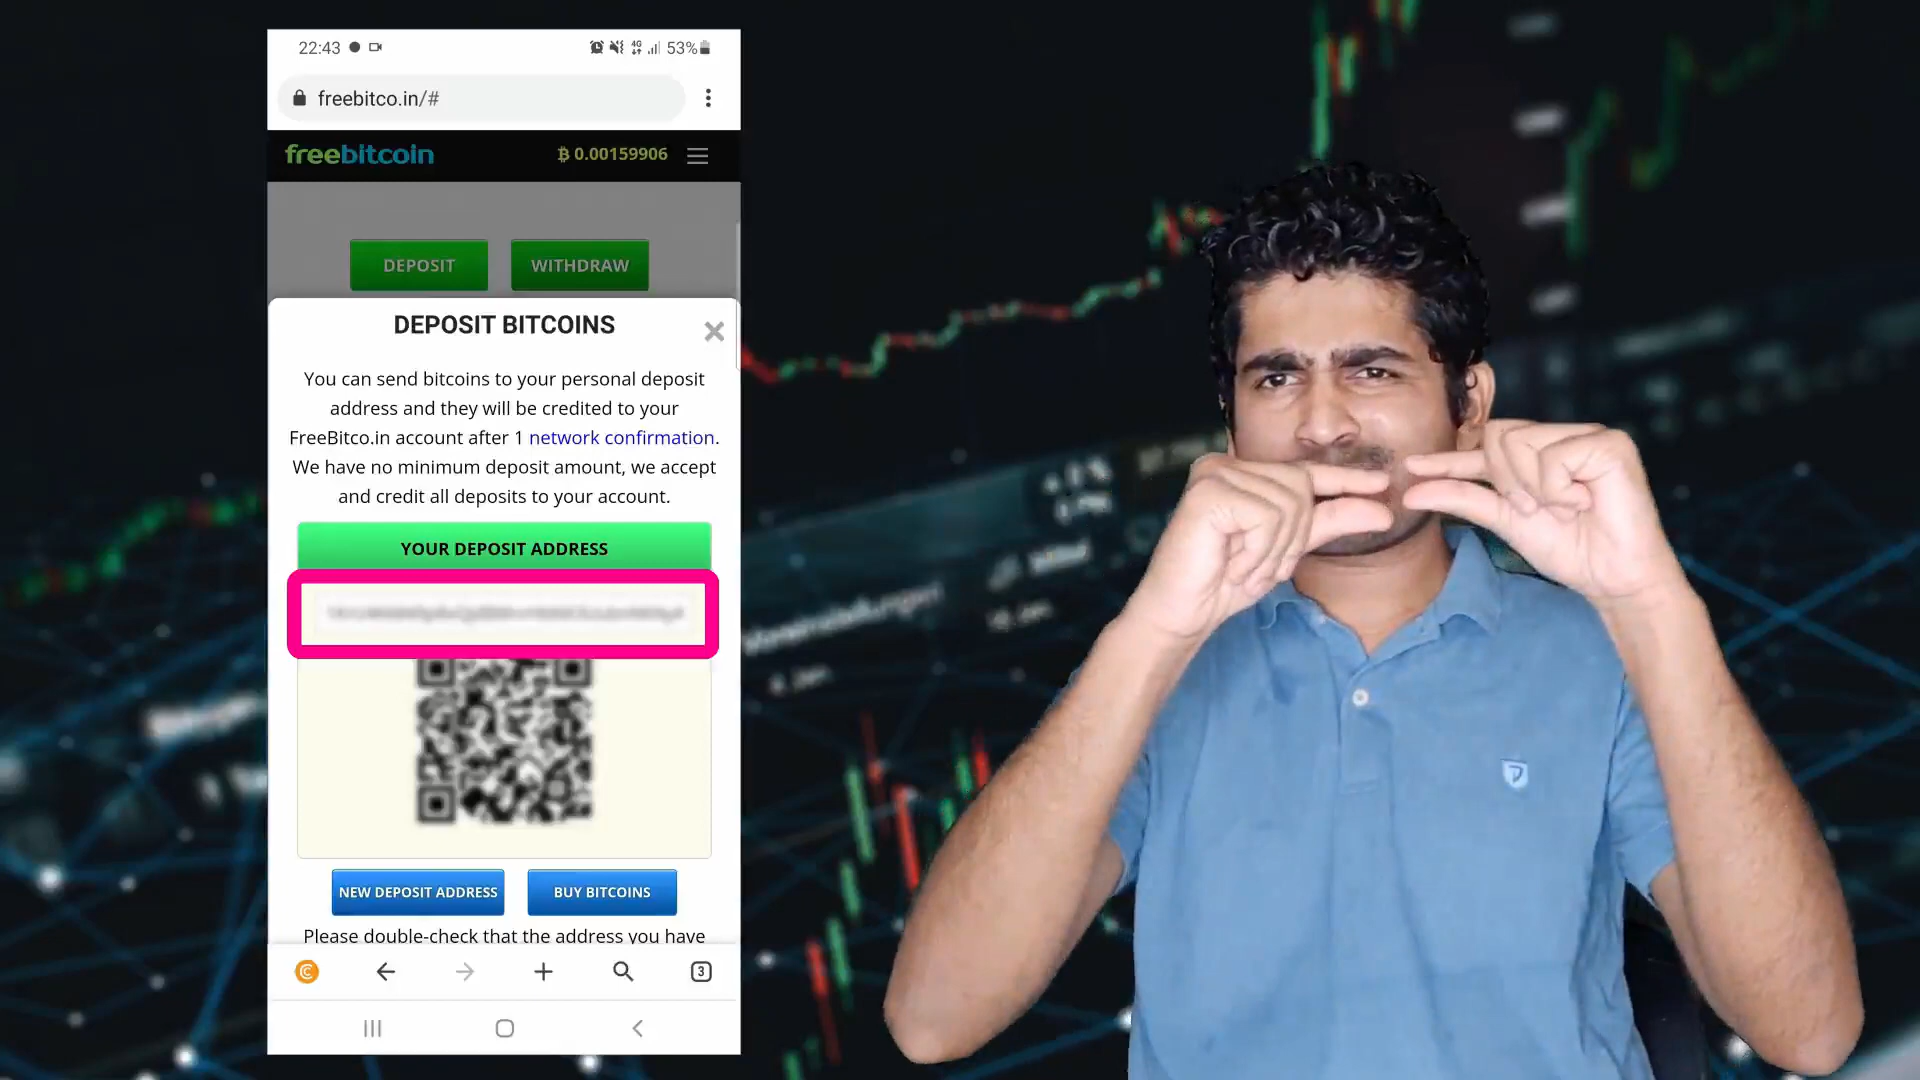 22:43
4G
53%
freebitco.in/#
freebitcoin
0.00159906
DEPOSIT
WITHDRAW
DEPOSIT BITCOINS
You can send bitcoins to your personal deposit
address and they will be credited to your
FreeBitco.in account after 1 network confirmation.
We have no minimum deposit amount, we accept
and credit all deposits to your account.
YOUR DEPOSIT ADDRESS
NEW DEPOSIT ADDRESS
BUY BITCOINS
Please double-check that the address you have
3